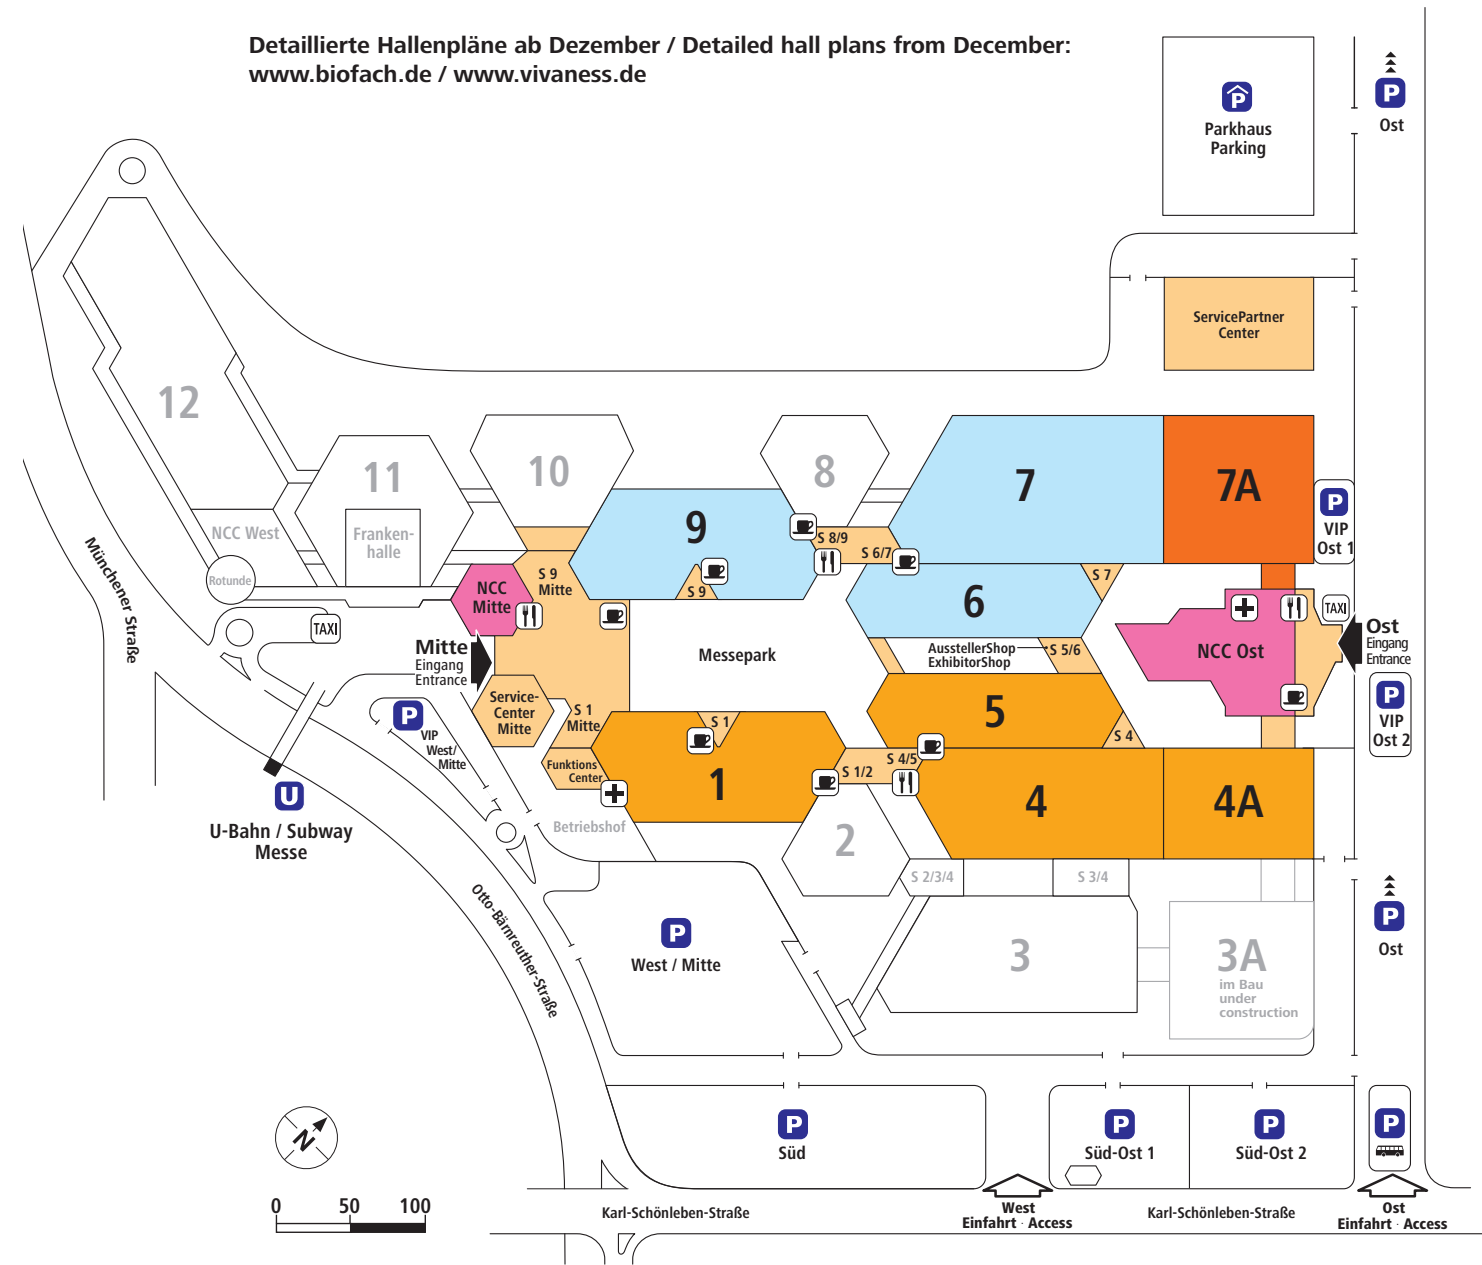 Detaillierte Hallenpläne ab Dezember / Detailed hall plans from December:
www.biofach.de / www.vivaness.de
P
Parkhaus
Parking
P
Ost
ServicePartner
Center
12
11
Franken-
halle
NCC West
Rotunde
10
8
9
7
7A
P
VIP
Ost 1
S 8/9
S 6/7
S 9
Mitte
S 9
NCC
Mitte
6
S 7
TAXI
TAXI
Münchener Straße
Mitte
Eingang
Entrance
Messepark
AusstellerShop
ExhibitorShop
S 5/6
NCC Ost
Ost
Eingang
Entrance
Service-
Center
Mitte
S 1
Mitte
S 1
5
S 4
P
VIP
Ost 2
P
VIP
West/
Mitte
Funktions
Center
1
S 1/2
S 4/5
4
4A
U
U-Bahn / Subway
Messe
Betriebshof
2
S 2/3/4
S 3/4
Otto-Bärnreuther-Straße
P
West / Mitte
3
3A
im Bau
under
construction
P
Ost
N
P
Süd
P
Süd-Ost 1
P
Süd-Ost 2
P
0 50 100
Karl-Schönleben-Straße
West
Einfahrt · Access
Karl-Schönleben-Straße
Ost
Einfahrt · Access